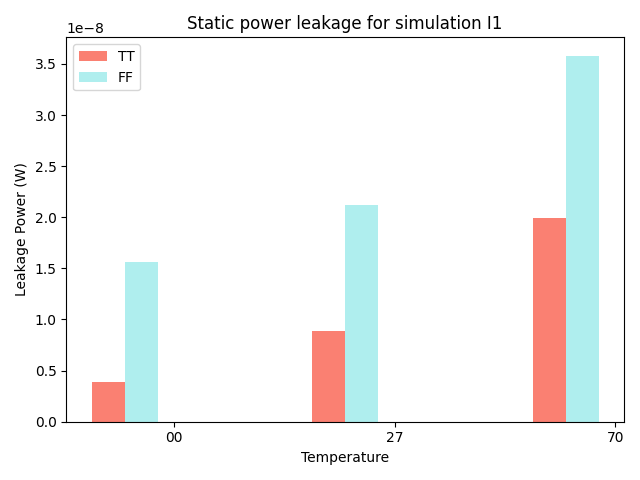 Static power leakage for simulation I1
1e−8
TT
FF
3.5
3.0
2.5
2.0
1.5
1.0
0.5
0.0
Leakage Power (W)
00 27 70
Temperature